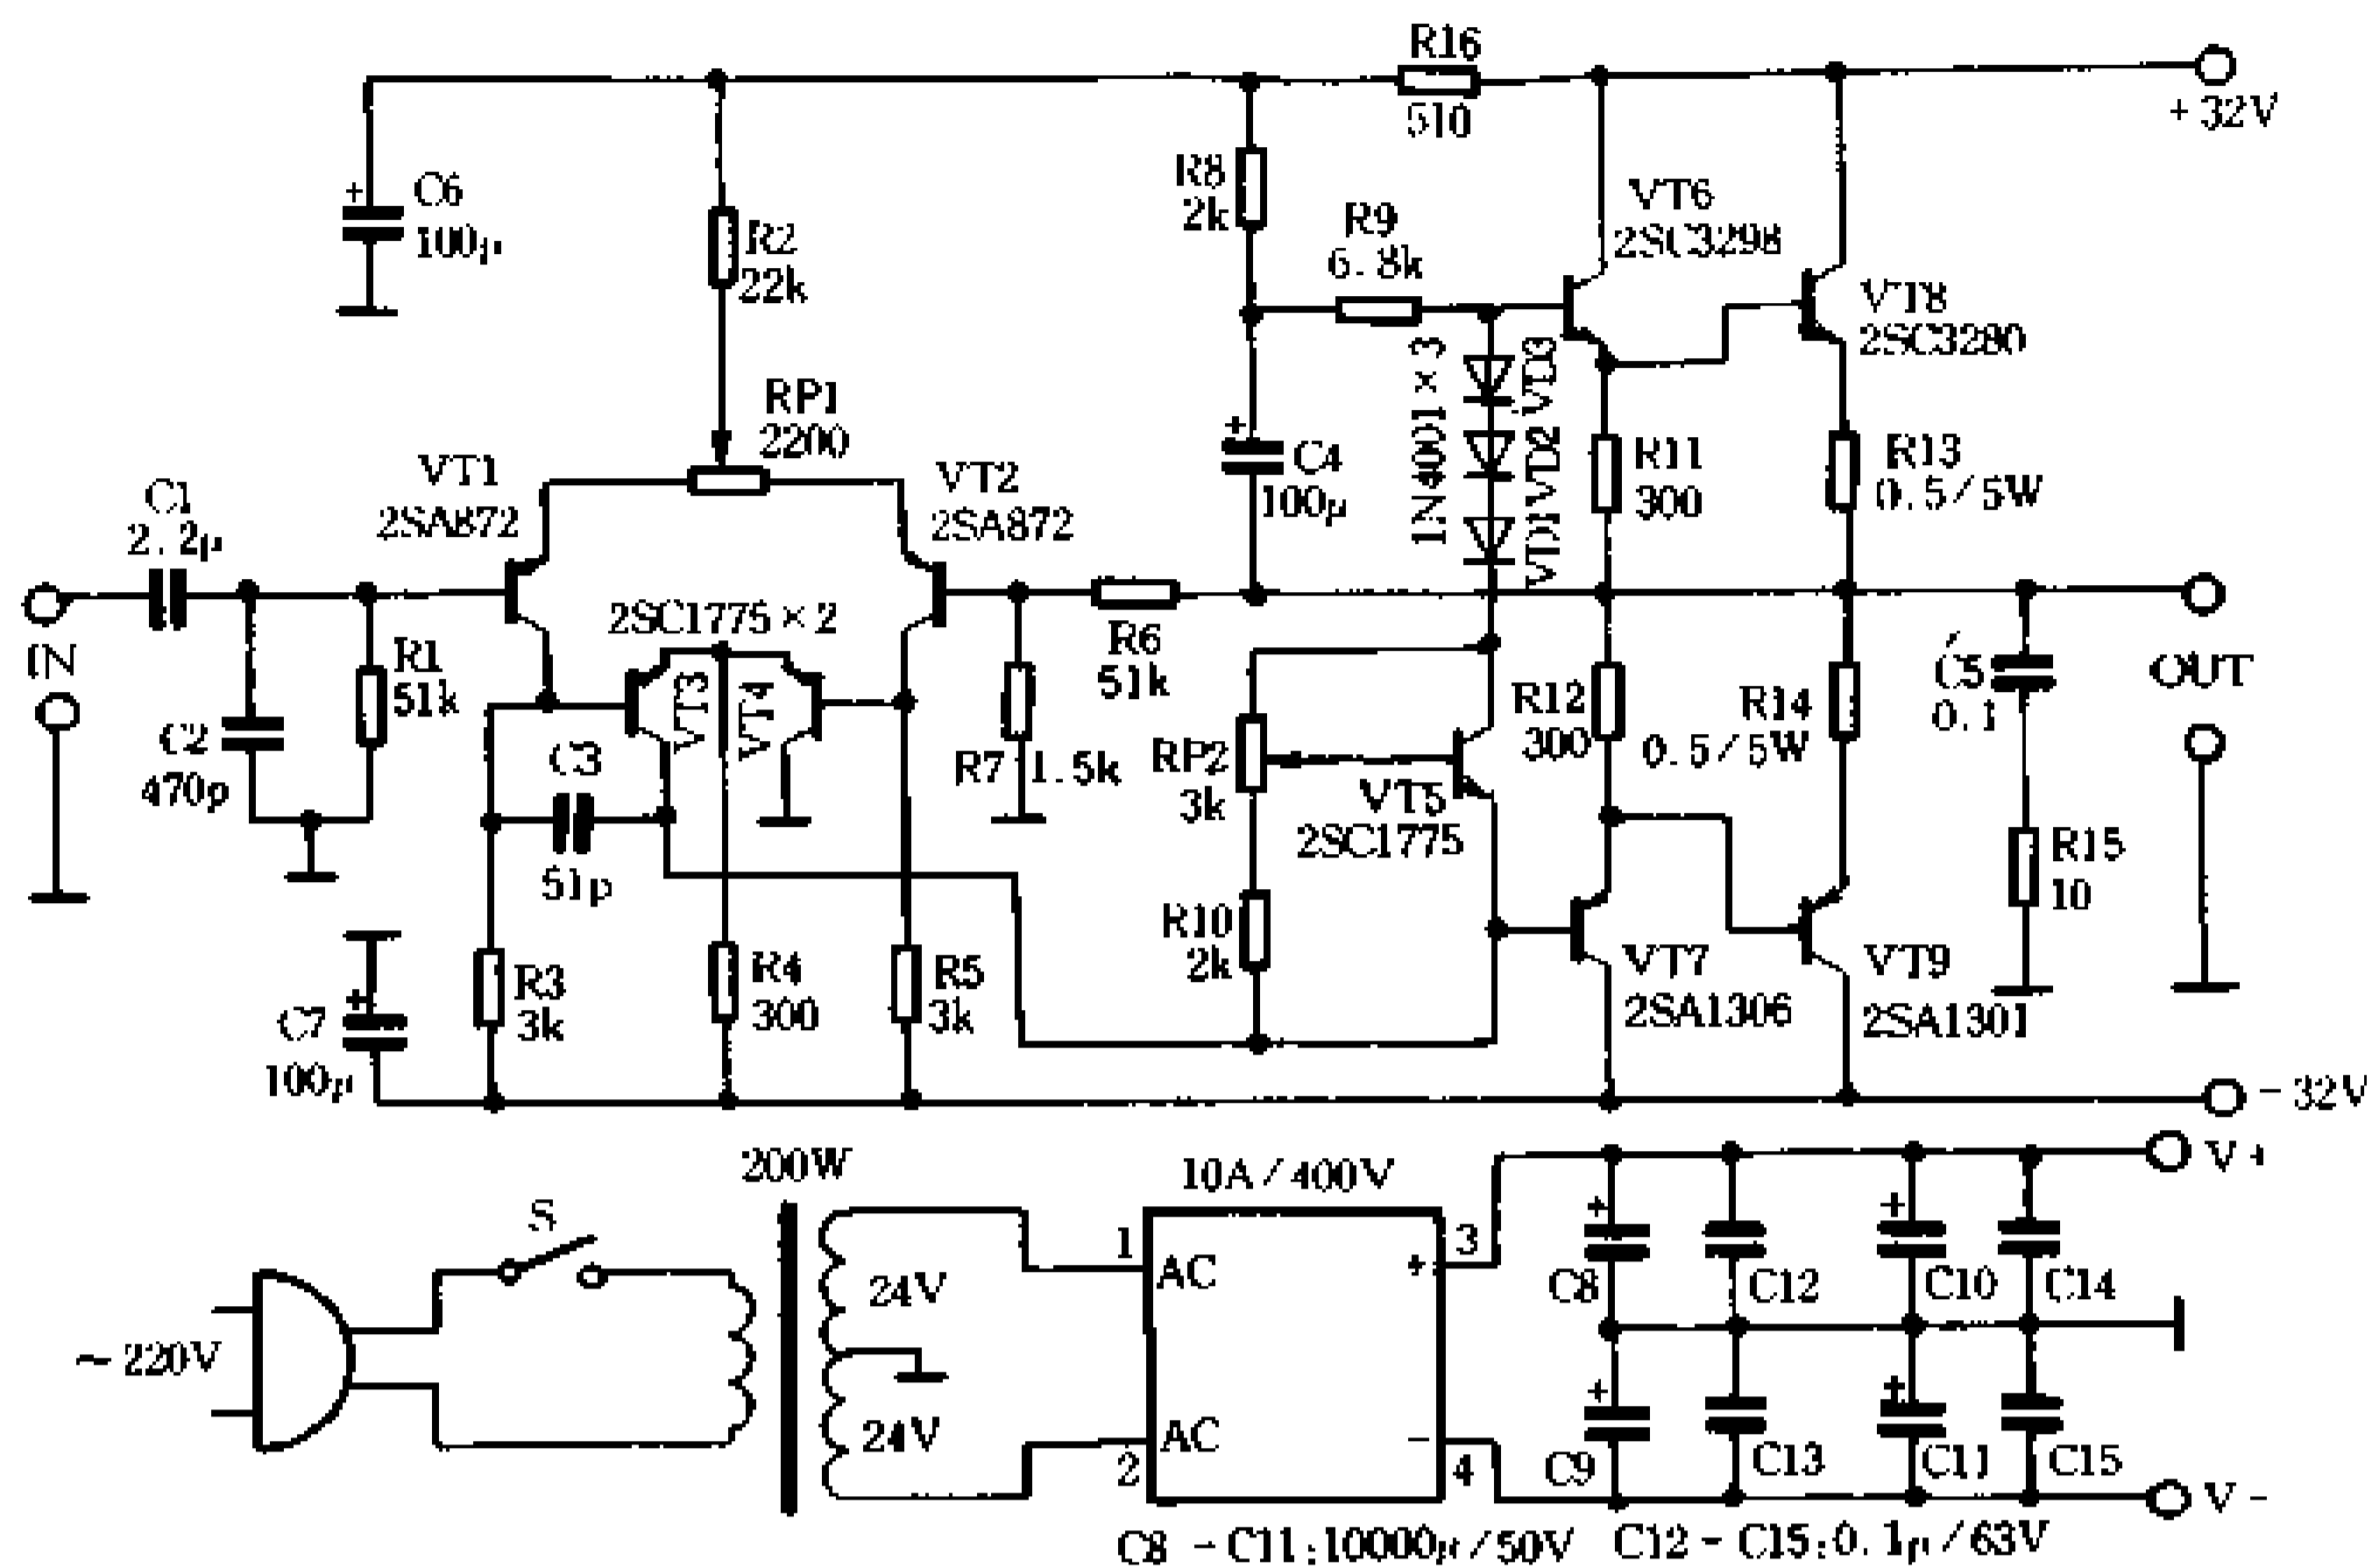 R16
510
+32V
C6
+
100μ
R8
2k
R9
6.8k
VT6
2SC3298
VT8
2SC3280
R2
22k
RP1
2200
VT1
2SA872
VT2
2SA872
C1
2.2μ
+
C4
100μ
1N4001×3
VD1 VD2 VD3
R11
300
R13
0.5/5W
IN
R1
51k
C2
470p
2SC1775×2
VT3
VT4
C3
51p
R6
51k
R7 1.5k
RP2
3k
VT5
2SC1775
R12
300
R14
0.5/5W
C5
0.1
OUT
R15
10
R10
2k
VT7
2SA1306
VT9
2SA1301
+
C7
100μ
R3
3k
R4
300
R5
3k
-32V
200W
10A/400V
V+
S
~220V
24V
24V
1
AC
2
AC
3
+
4
-
+
C8
C12
+
C10
C14
+
C9
C13
+
C11
C15
V-
C8-C11:10000μ/50V C12-C15:0.1μ/63V